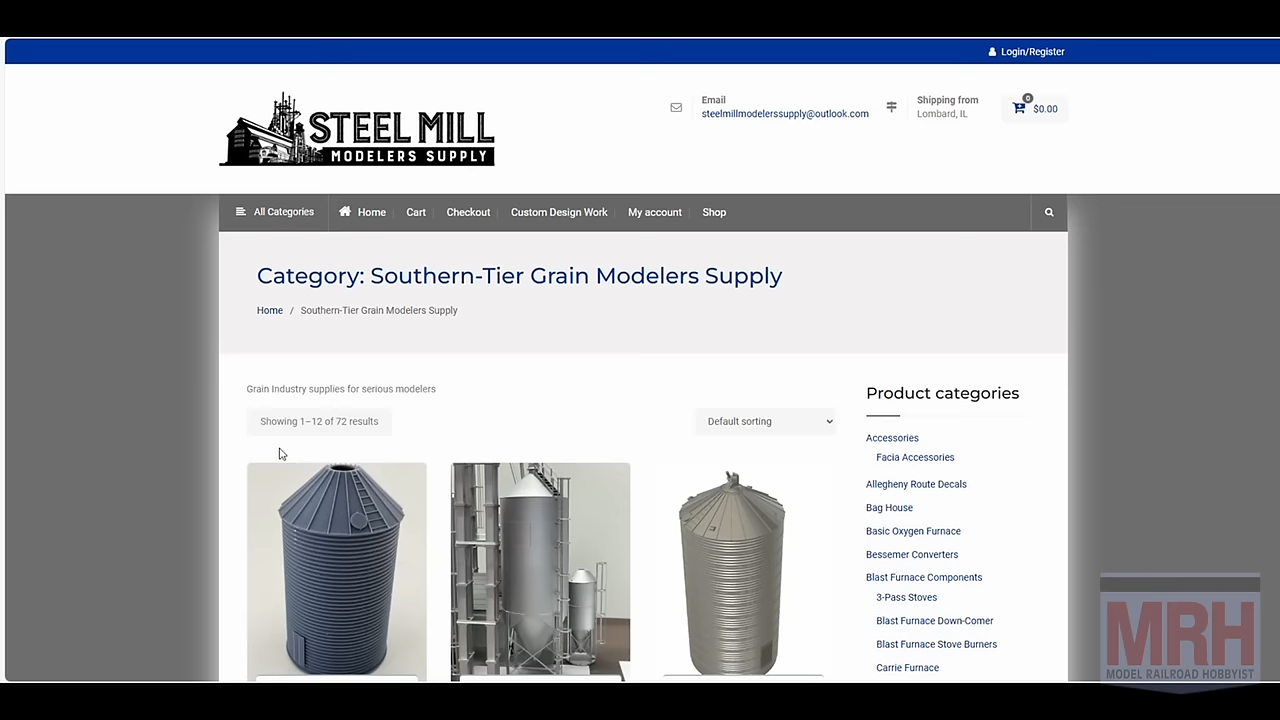 Login/Register
STEEL MILL
MODELERS SUPPLY
Email
steelmillmodelerssupply@outlook.com
Shipping from
Lombard, IL
0
$0.00
All Categories
Home
Cart
Checkout
Custom Design Work
My account
Shop
Category: Southern-Tier Grain Modelers Supply
Home / Southern-Tier Grain Modelers Supply
Grain Industry supplies for serious modelers
Showing 1–12 of 72 results
Default sorting
Product categories
Accessories
Facia Accessories
Allegheny Route Decals
Bag House
Basic Oxygen Furnace
Bessemer Converters
Blast Furnace Components
3-Pass Stoves
Blast Furnace Down-Comer
Blast Furnace Stove Burners
Carrie Furnace
MRH
MODEL RAILROAD HOBBYIST